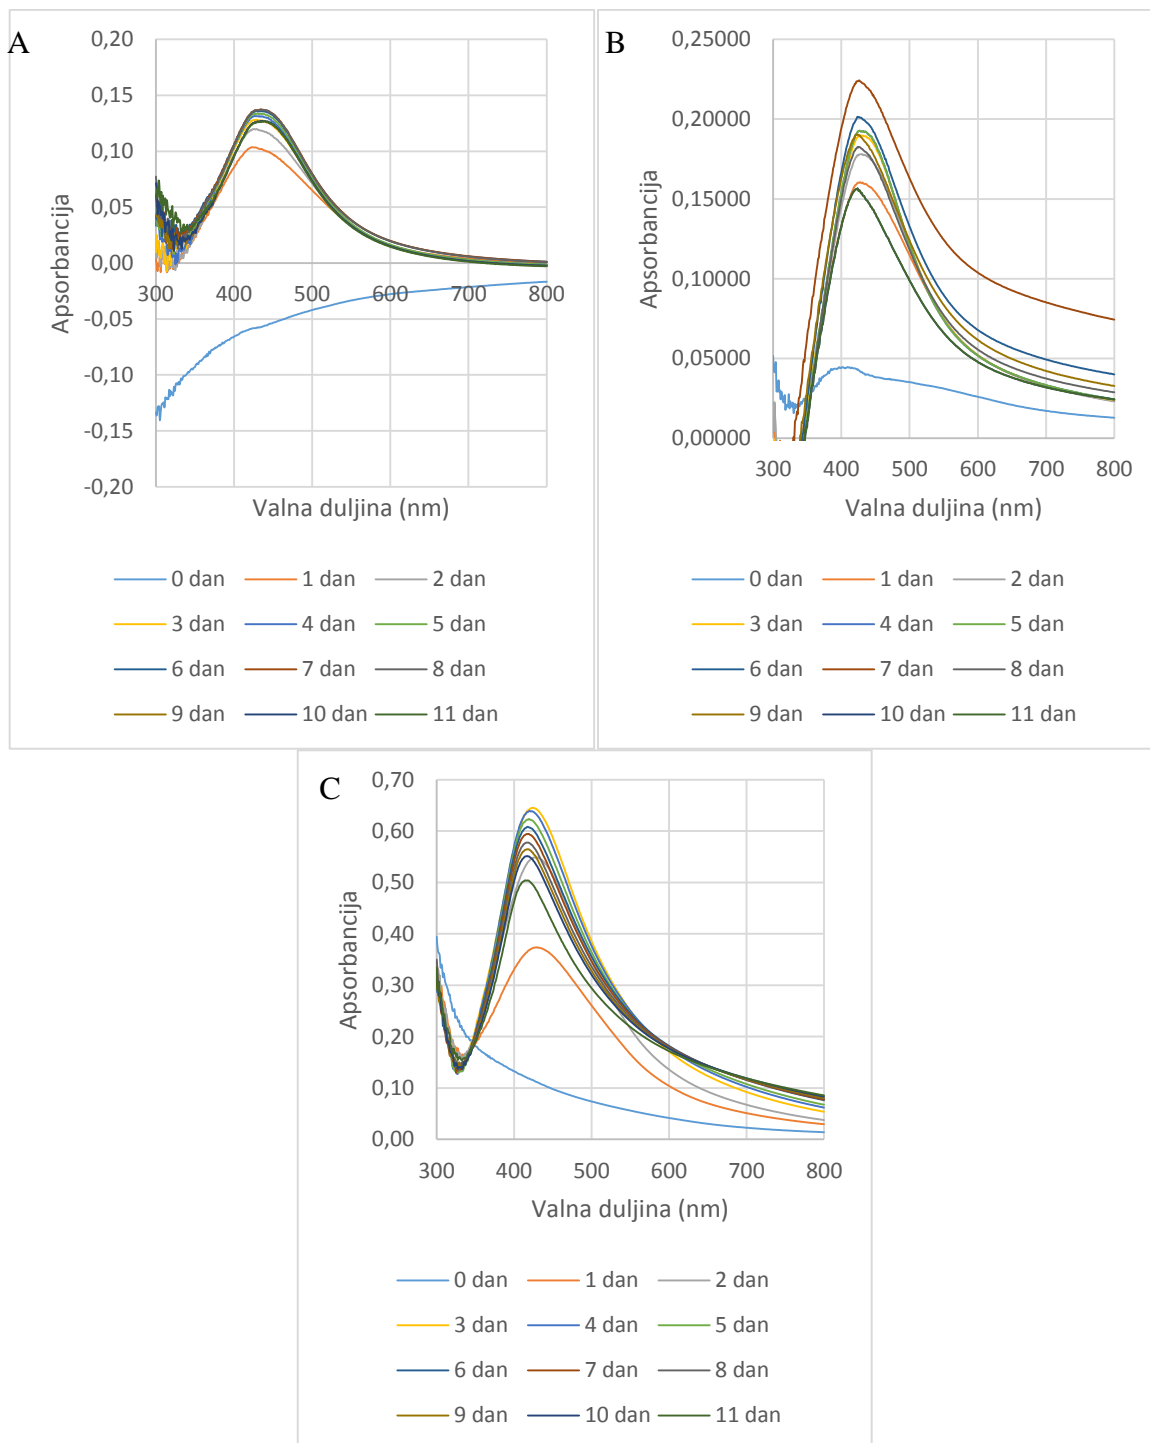 A
0,20
0,15
0,10
0,05
0,00
-0,05
-0,10
-0,15
-0,20
300 400 500 600 700 800
Apsorbancija
Valna duljina (nm)
0 dan 1 dan 2 dan
3 dan 4 dan 5 dan
6 dan 7 dan 8 dan
9 dan 10 dan 11 dan
B
0,25000
0,20000
0,15000
0,10000
0,05000
0,00000
300 400 500 600 700 800
Apsorbancija
Valna duljina (nm)
0 dan 1 dan 2 dan
3 dan 4 dan 5 dan
6 dan 7 dan 8 dan
9 dan 10 dan 11 dan
C
0,70
0,60
0,50
0,40
0,30
0,20
0,10
0,00
300 400 500 600 700 800
Apsorbancija
Valna duljina (nm)
0 dan 1 dan 2 dan
3 dan 4 dan 5 dan
6 dan 7 dan 8 dan
9 dan 10 dan 11 dan